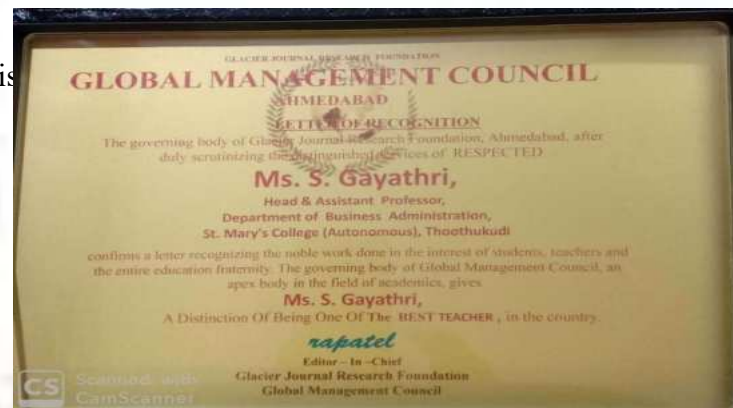 is
GLACIER JOURNAL RESEARCH FOUNDATION
GLOBAL MANAGEMENT COUNCIL
AHMEDABAD
LETTER OF RECOGNITION
The governing body of Glacier Journal Research Foundation, Ahmedabad, after
duly scrutinizing the distinguished services of RESPECTED
Ms. S. Gayathri,
Head & Assistant Professor,
Department of Business Administration,
St. Mary's College (Autonomous), Thoothukudi
confirms a letter recognizing the noble work done in the interest of students, teachers and
the entire education fraternity. The governing body of Global Management Council, an
apex body in the field of academics, gives
Ms. S. Gayathri,
A Distinction Of Being One Of The BEST TEACHER , in the country.
rapatel
Editor – In –Chief
Glacier Journal Research Foundation
Global Management Council
CS Scanned with
CamScanner